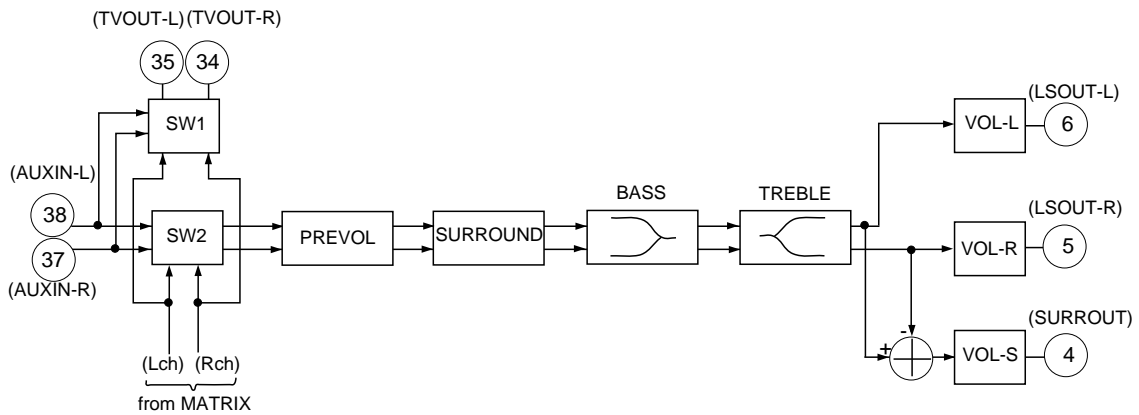 (TVOUT-L) (TVOUT-R)
35 34
SW1
(LSOUT-L)
VOL-L 6
(AUXIN-L)
38
SW2
37
(AUXIN-R)
PREVOL
SURROUND
BASS
TREBLE
(LSOUT-R)
VOL-R 5
(SURROUT)
- +
VOL-S 4
(Lch) (Rch)
from MATRIX